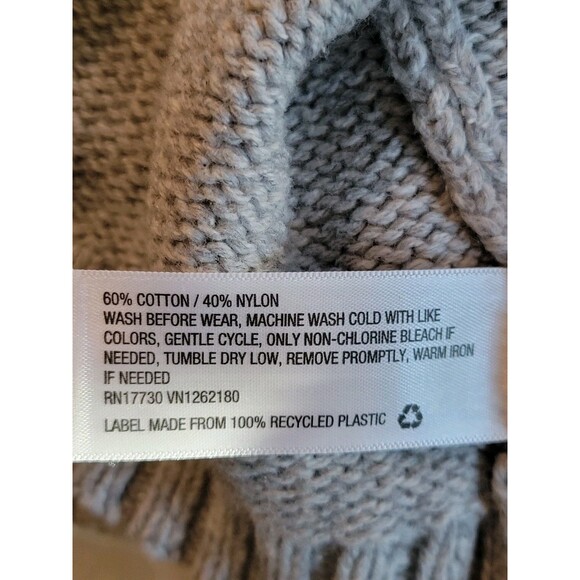 60% COTTON / 40% NYLON
WASH BEFORE WEAR, MACHINE WASH COLD WITH LIKE
COLORS, GENTLE CYCLE, ONLY NON-CHLORINE BLEACH IF
NEEDED, TUMBLE DRY LOW, REMOVE PROMPTLY, WARM IRON
IF NEEDED
RN17730 VN1262180
LABEL MADE FROM 100% RECYCLED PLASTIC